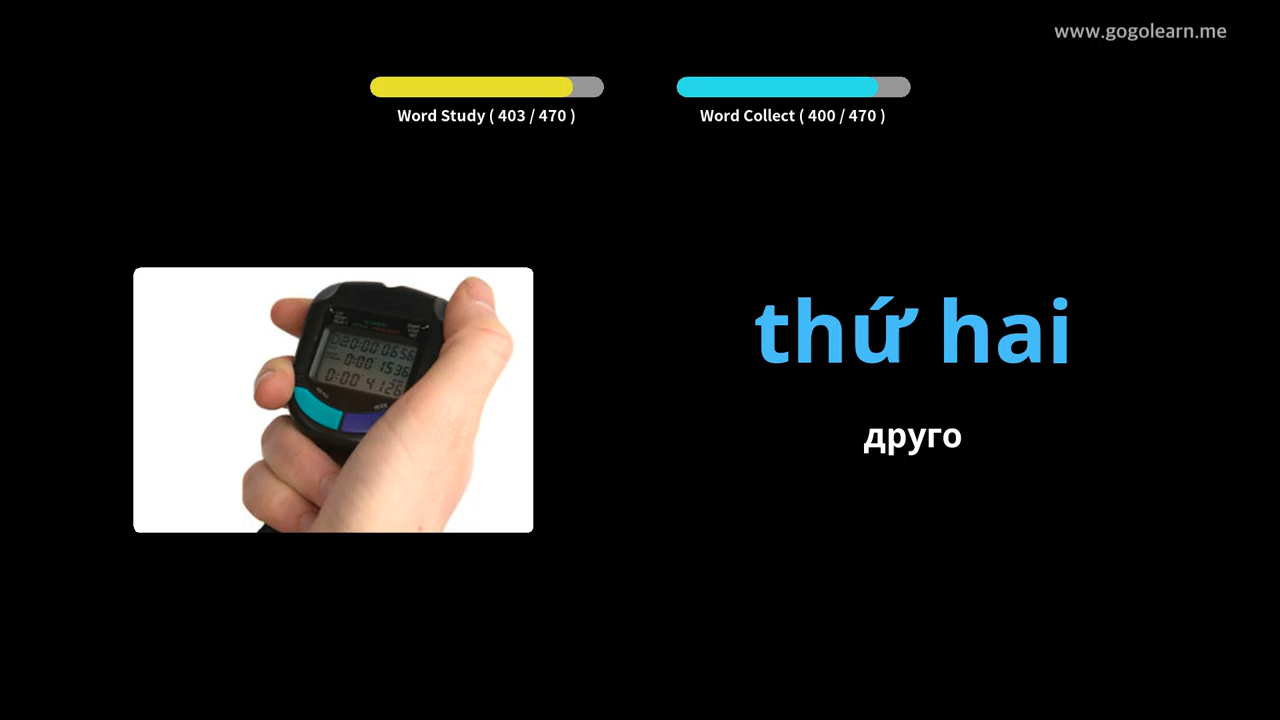 www.gogolearn.me
Word Study ( 403 / 470 )
Word Collect ( 400 / 470 )
thứ hai
друго